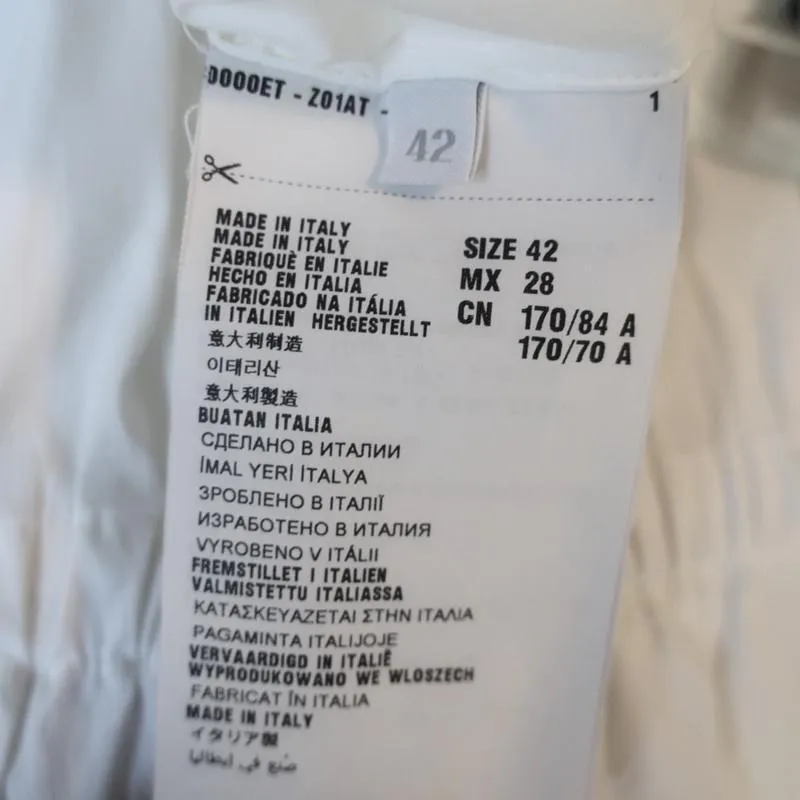 D000ET - Z01AT -
42
1
MADE IN ITALY
MADE IN ITALY
FABRIQUÈ EN ITALIE
HECHO EN ITALIA
FABRICADO NA ITÁLIA
IN ITALIEN HERGESTELLT
意大利制造
이태리산
意大利製造
BUATAN ITALIA
СДЕЛАНО В ИТАЛИИ
İMAL YERİ İTALYA
ЗРОБЛЕНО В ІТАЛІЇ
ИЗРАБОТЕНО В ИТАЛИЯ
VYROBENO V ITÁLII
FREMSTILLET I ITALIEN
VALMISTETTU ITALIASSA
ΚΑΤΑΣΚΕΥΑΖΕΤΑΙ ΣΤΗΝ ΙΤΑΛΙΑ
PAGAMINTA ITALIJOJE
VERVAARDIGD IN ITALIË
WYPRODUKOWANO WE WLOSZECH
FABRICAT ÎN ITALIA
MADE IN ITALY
イタリア製
صُنع في ايطاليا
SIZE 42
MX 28
CN 170/84 A
170/70 A